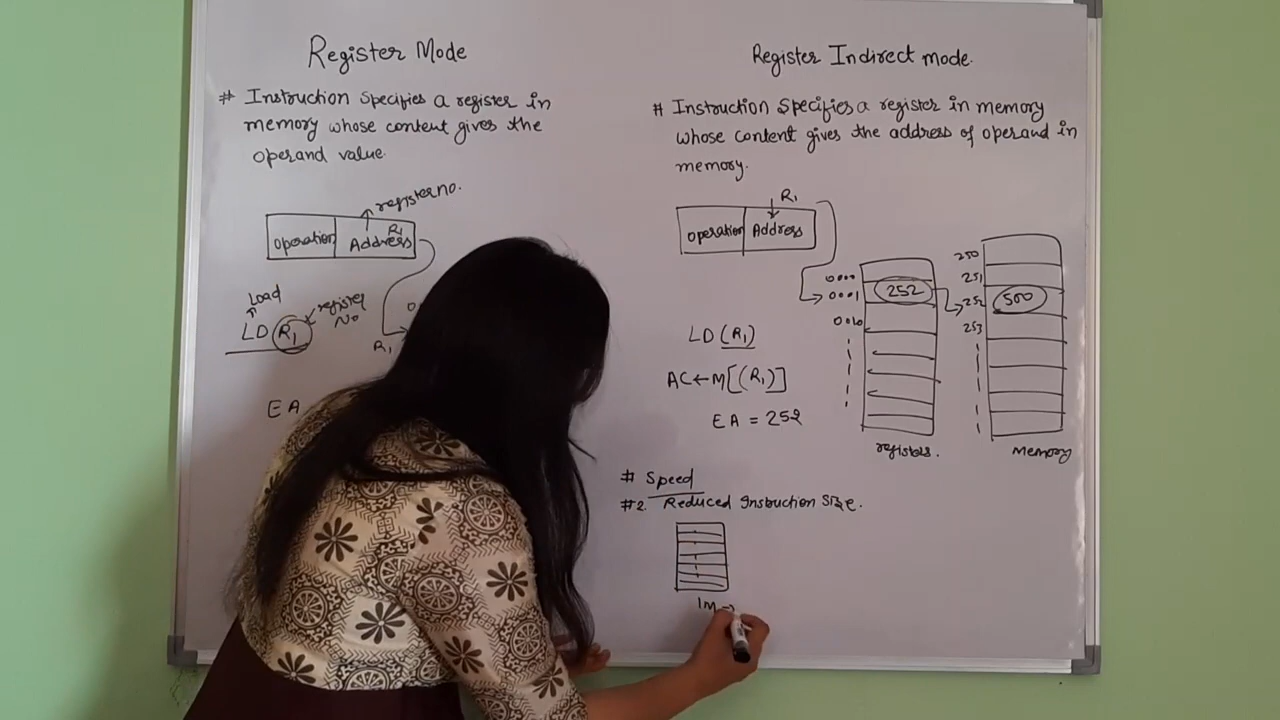 Register Mode
# Instruction specifies a register in
memory whose content gives the
operand value.
register no.
R1
Operation Address
Load
LD R1
register
No
R1
EA
Register Indirect mode.
# Instruction specifies a register in memory
whose content gives the address of operand in
memory.
R1
Operation Address
0000
0001 252
0010
registers.
250
251
252 500
253
memory
LD (R1)
AC←M[(R1)]
EA = 252
# Speed
#2. Reduced Instruction Size.
1M →